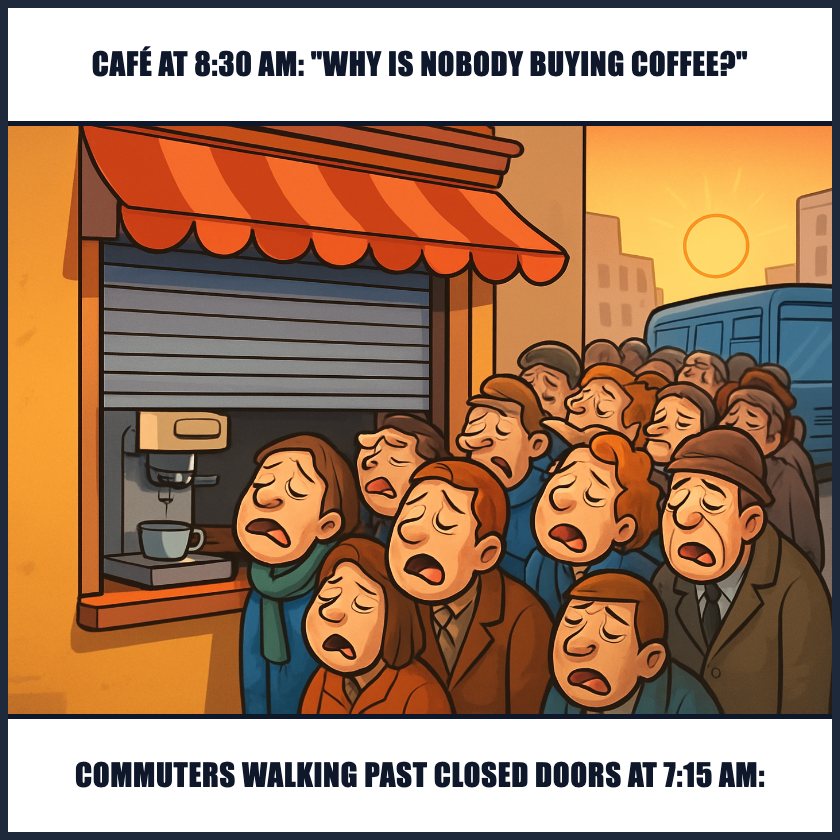 CAFÉ AT 8:30 AM: "WHY IS NOBODY BUYING COFFEE?"
COMMUTERS WALKING PAST CLOSED DOORS AT 7:15 AM: